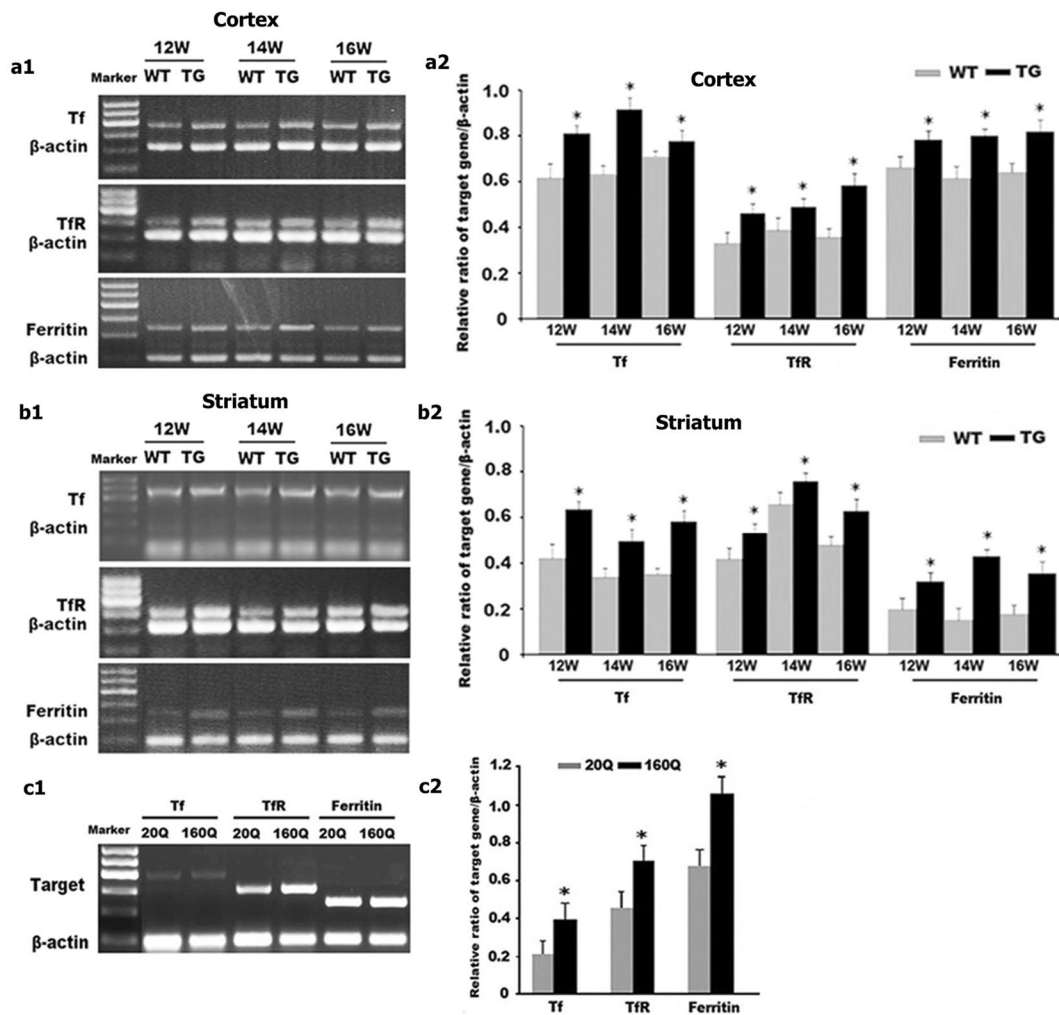 Cortex
a1
12W 14W 16W
Marker WT TG WT TG WT TG
Tf
β-actin
TfR
β-actin
Ferritin
β-actin
a2
Cortex
WT TG
Relative ratio of target gene/β-actin
1.0
0.8
0.6
0.4
0.2
0
* * * * * * * * *
12W 14W 16W 12W 14W 16W 12W 14W 16W
Tf TfR Ferritin
b1
Striatum
12W 14W 16W
Marker WT TG WT TG WT TG
Tf
β-actin
TfR
β-actin
Ferritin
β-actin
b2
Striatum
WT TG
Relative ratio of target gene/β-actin
1.0
0.8
0.6
0.4
0.2
0
* * * * * * * * *
12W 14W 16W 12W 14W 16W 12W 14W 16W
Tf TfR Ferritin
c1
Tf TfR Ferritin
Marker 20Q 160Q 20Q 160Q 20Q 160Q
Target
β-actin
c2
20Q 160Q
Relative ratio of target gene/β-actin
1.2
1.0
0.8
0.6
0.4
0.2
0
* * *
Tf TfR Ferritin